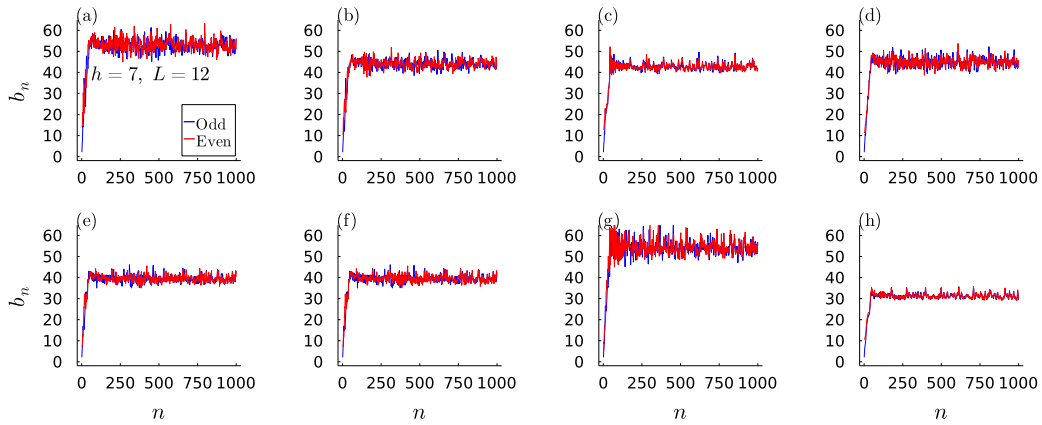 (a) (b) (c) (d)
60 60 60 60
50 50 50 50
h = 7, L = 12
40 40 40 40
b_n
30 30 30 30
20 20 20 20
Odd
Even
10 10 10 10
0 0 0 0
0 250 500 750 1000 0 250 500 750 1000 0 250 500 750 1000 0 250 500 750 1000
(e) (f) (g) (h)
60 60 60 60
50 50 50 50
40 40 40 40
b_n
30 30 30 30
20 20 20 20
10 10 10 10
0 0 0 0
0 250 500 750 1000 0 250 500 750 1000 0 250 500 750 1000 0 250 500 750 1000
n n n n